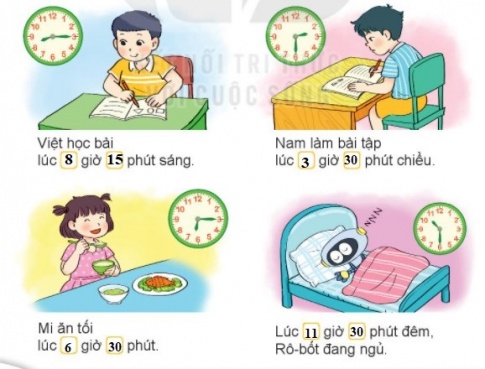 KẾT NỐI TRI THỨC
VỚI CUỘC SỐNG
Việt học bài
lúc 8 giờ 15 phút sáng.
Nam làm bài tập
lúc 3 giờ 30 phút chiều.
Mi ăn tối
lúc 6 giờ 30 phút.
ZZZ
Lúc 11 giờ 30 phút đêm,
Rô-bốt đang ngủ.